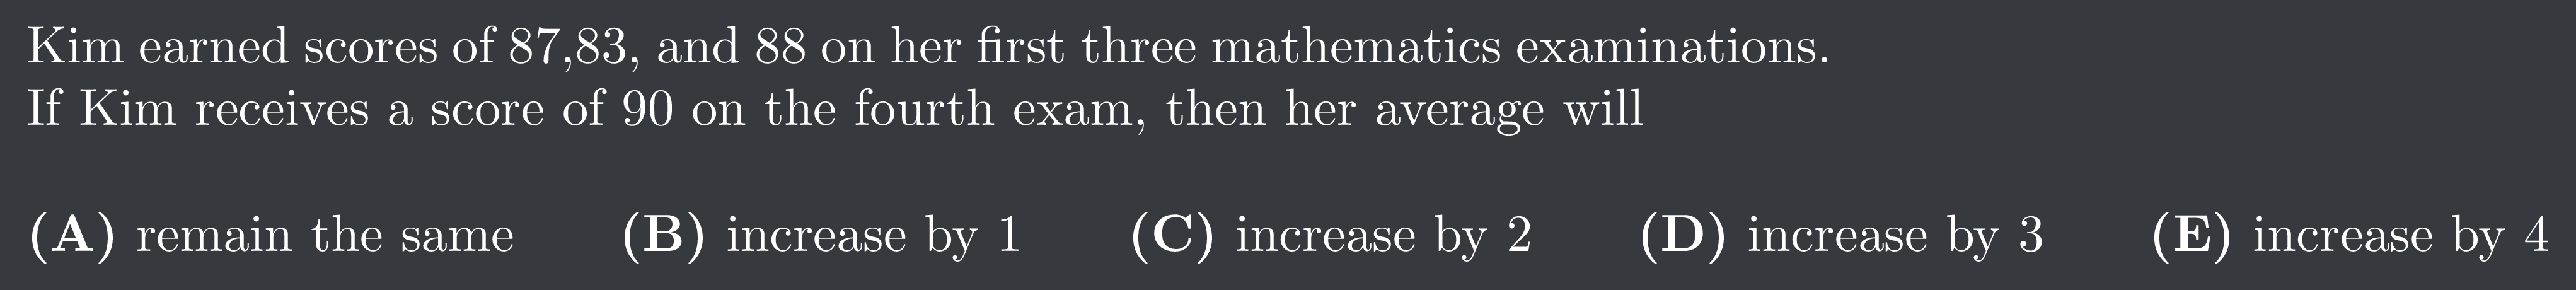 Kim earned scores of 87,83, and 88 on her first three mathematics examinations.
If Kim receives a score of 90 on the fourth exam, then her average will
(A) remain the same (B) increase by 1 (C) increase by 2 (D) increase by 3 (E) increase by 4